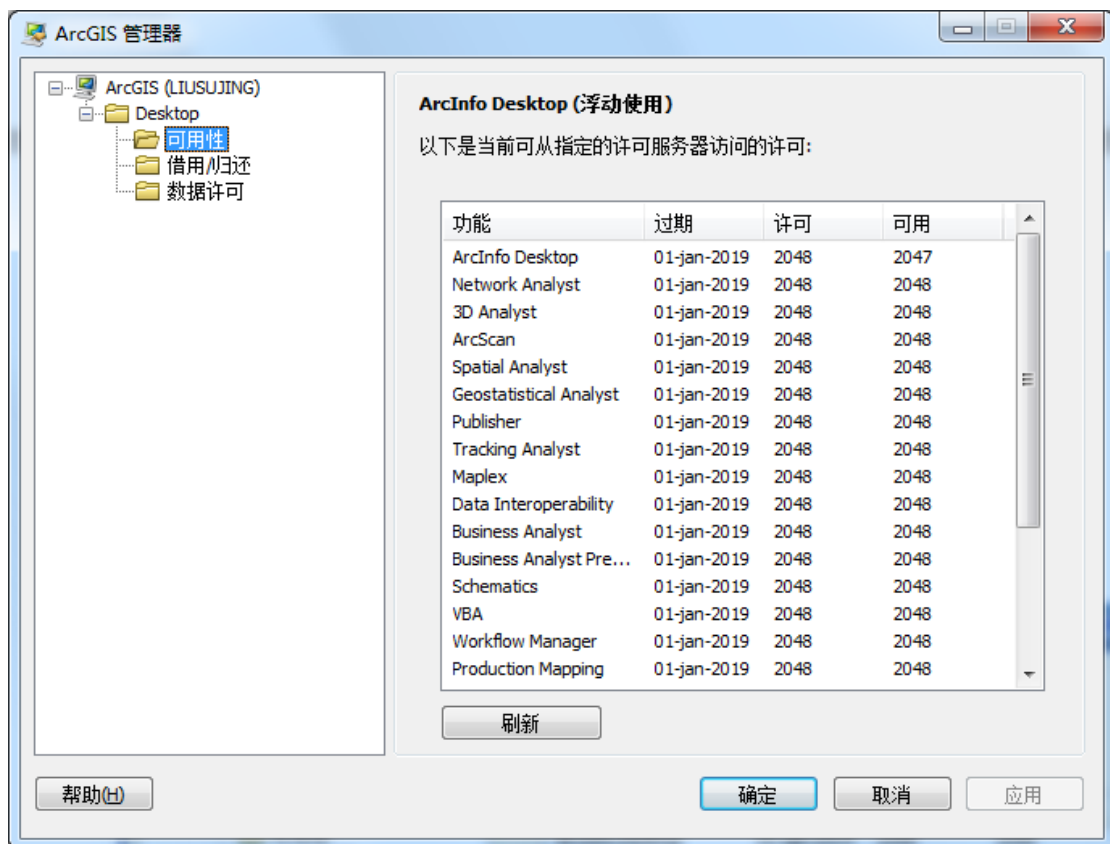 ArcGIS 管理器
ArcGIS (LIUSUJING)
Desktop
可用性
借用/归还
数据许可
ArcInfo Desktop (浮动使用)
以下是当前可从指定的许可服务器访问的许可:
功能 过期 许可 可用
ArcInfo Desktop 01-jan-2019 2048 2047
Network Analyst 01-jan-2019 2048 2048
3D Analyst 01-jan-2019 2048 2048
ArcScan 01-jan-2019 2048 2048
Spatial Analyst 01-jan-2019 2048 2048
Geostatistical Analyst 01-jan-2019 2048 2048
Publisher 01-jan-2019 2048 2048
Tracking Analyst 01-jan-2019 2048 2048
Maplex 01-jan-2019 2048 2048
Data Interoperability 01-jan-2019 2048 2048
Business Analyst 01-jan-2019 2048 2048
Business Analyst Pre... 01-jan-2019 2048 2048
Schematics 01-jan-2019 2048 2048
VBA 01-jan-2019 2048 2048
Workflow Manager 01-jan-2019 2048 2048
Production Mapping 01-jan-2019 2048 2048
刷新
帮助(H) 确定 取消 应用